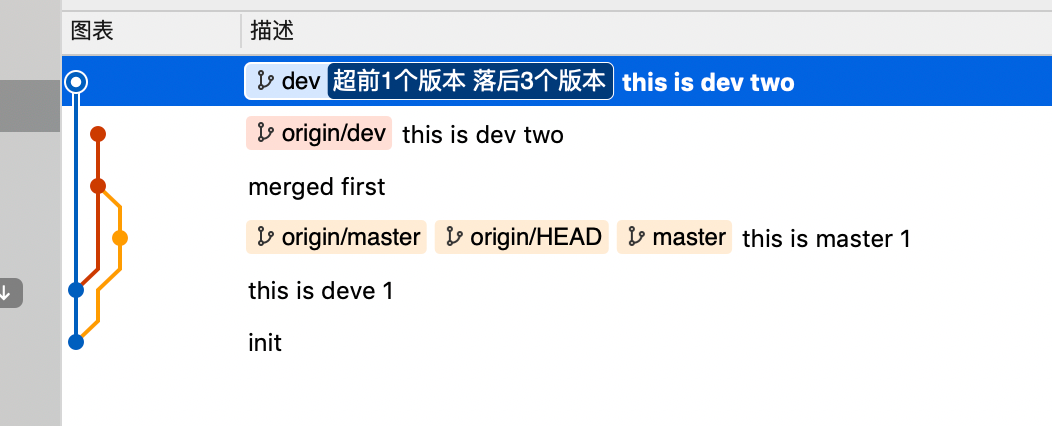 图表 描述
dev 超前1个版本 落后3个版本 this is dev two
origin/dev this is dev two
merged first
origin/master origin/HEAD master this is master 1
this is deve 1
init